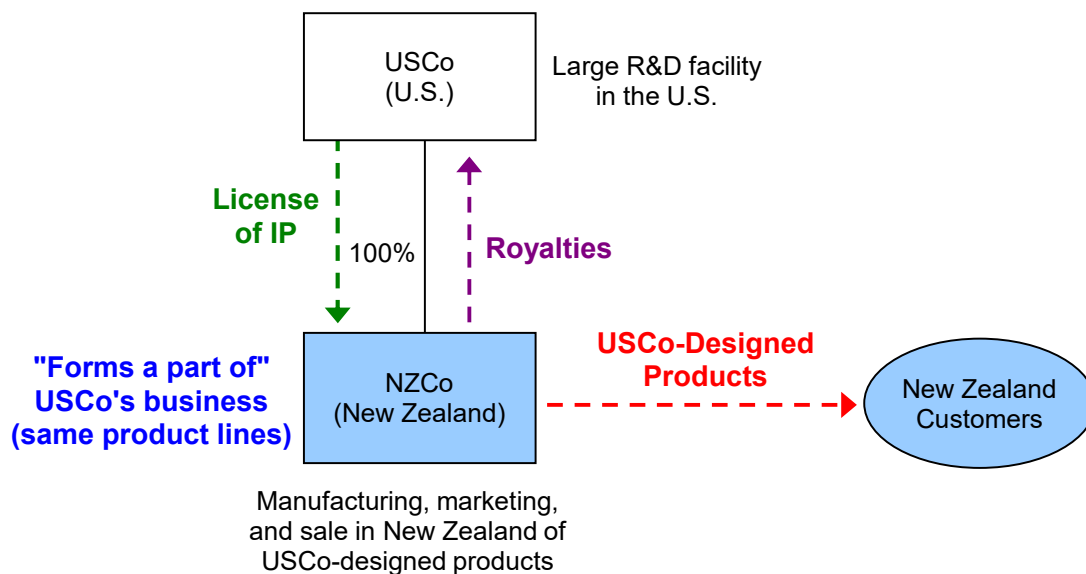 USCo
(U.S.)
Large R&D facility
in the U.S.
License
of IP
100%
Royalties
"Forms a part of"
USCo's business
(same product lines)
NZCo
(New Zealand)
USCo-Designed
Products
New Zealand
Customers
Manufacturing, marketing,
and sale in New Zealand of
USCo-designed products